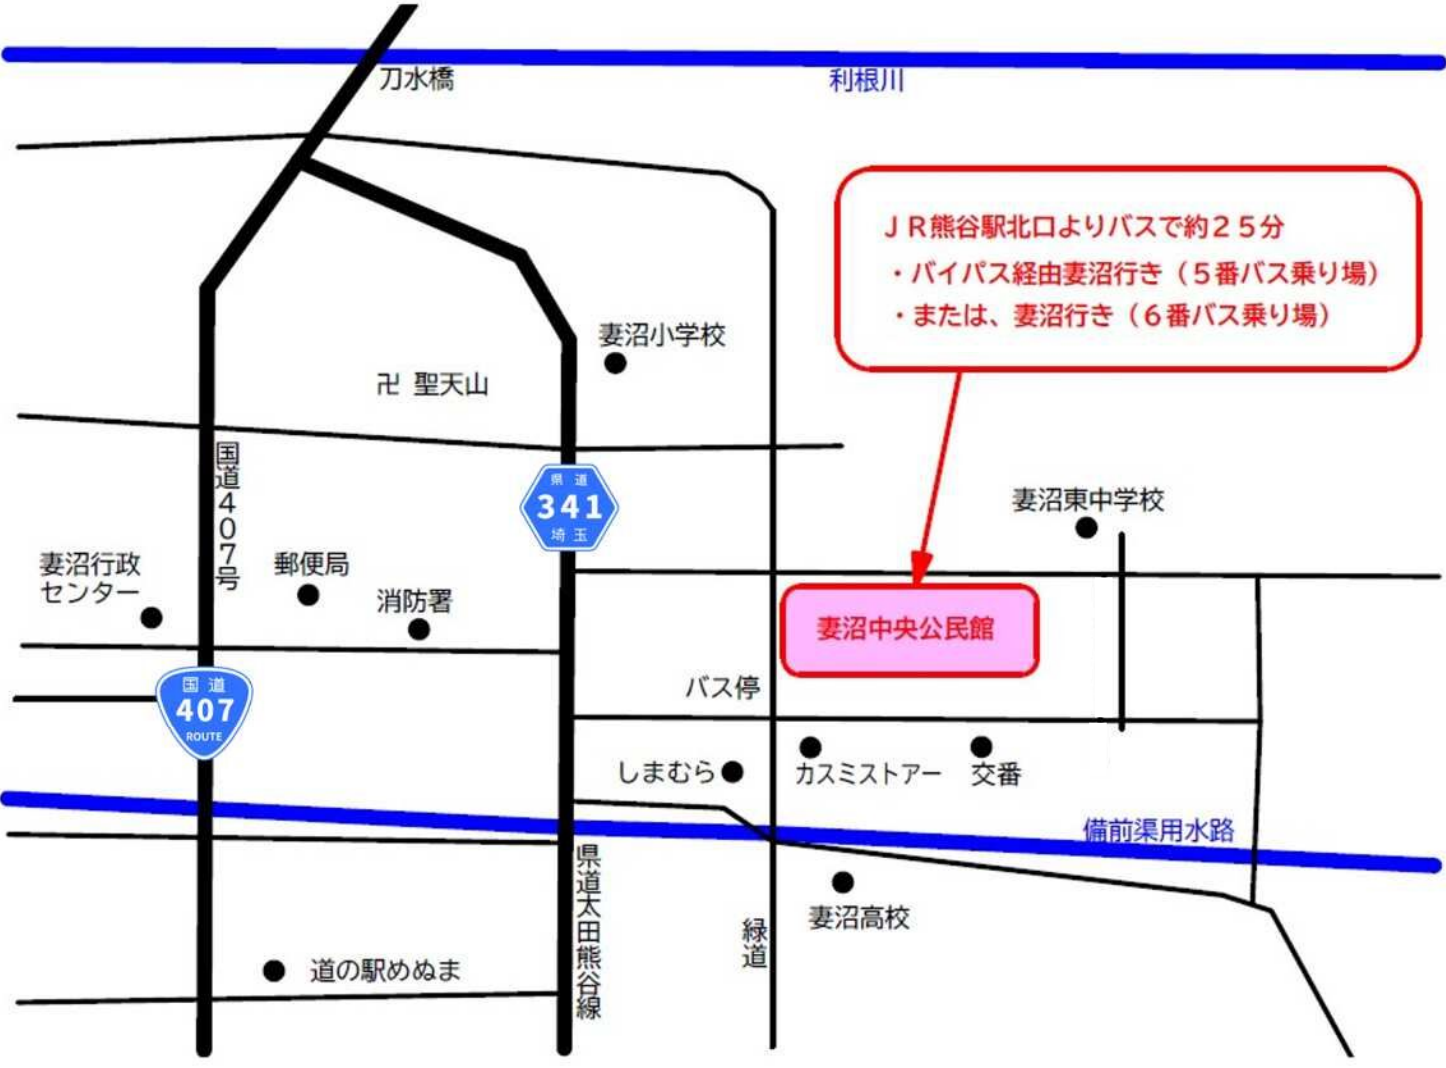 刀水橋
利根川
ＪＲ熊谷駅北口よりバスで約２５分
・バイパス経由妻沼行き（５番バス乗り場）
・または、妻沼行き（６番バス乗り場）
妻沼小学校
卍 聖天山
国道４０７号
県道
341
埼玉
妻沼東中学校
妻沼行政
センター
郵便局
消防署
妻沼中央公民館
国道
407
ROUTE
バス停
しまむら
カスミストアー
交番
備前渠用水路
県道太田熊谷線
妻沼高校
緑道
道の駅めぬま